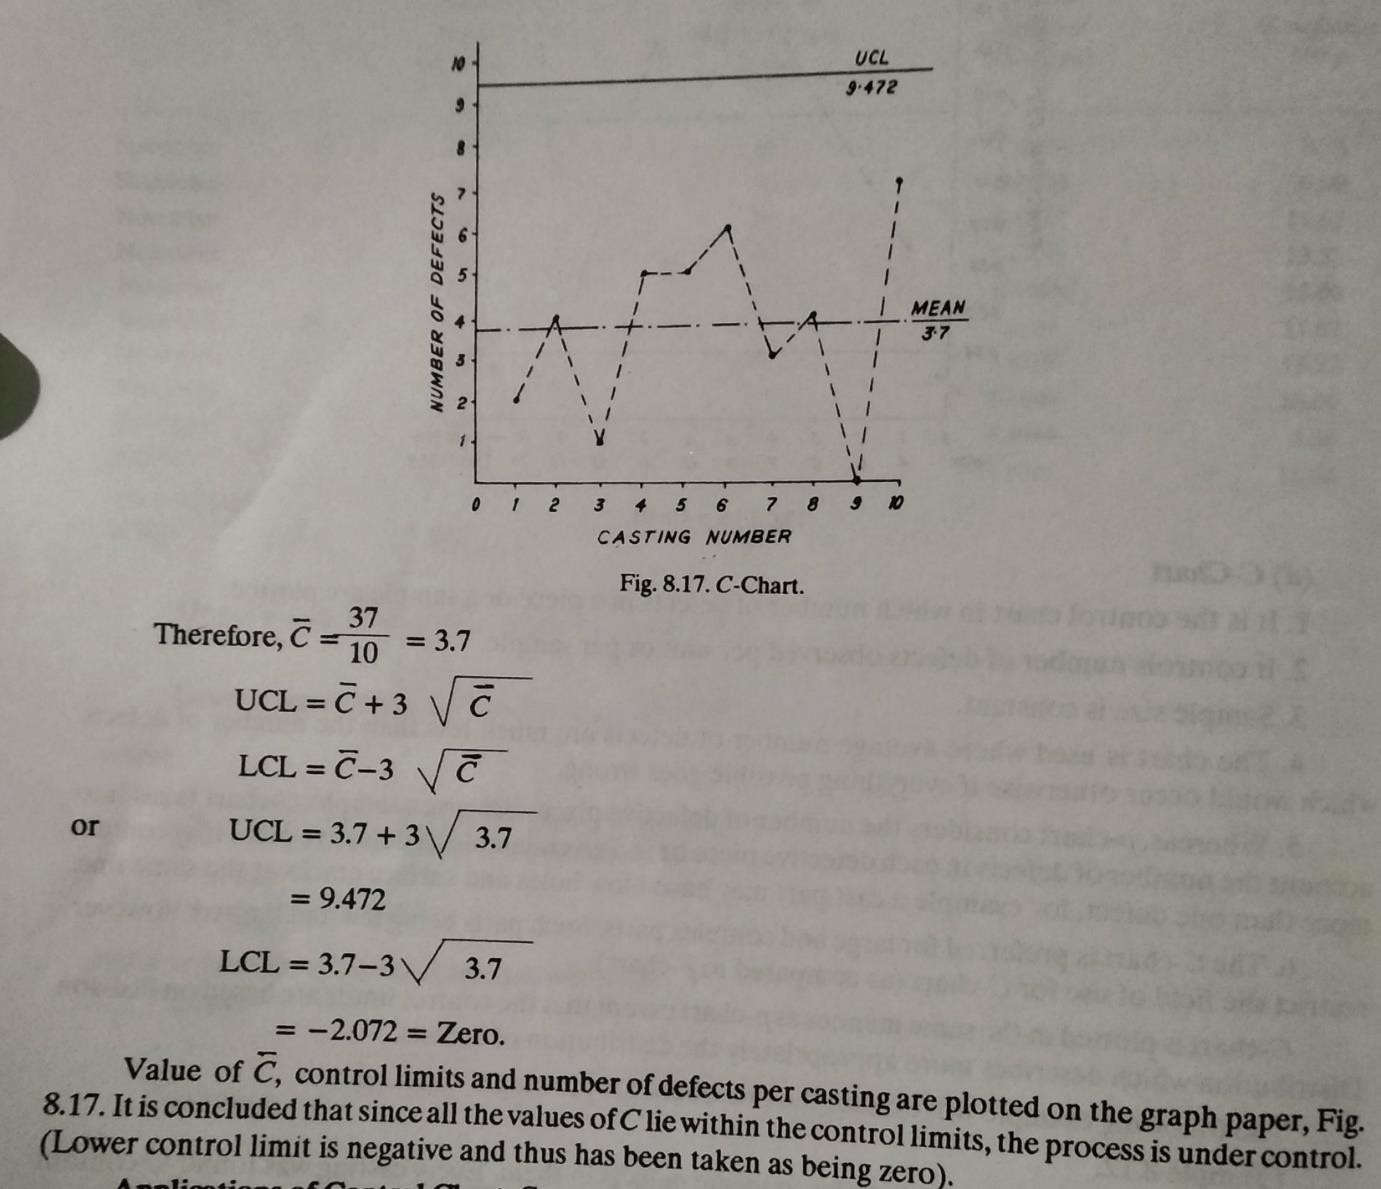 UCL
9·472
10
9
8
7
6
5
4
3
2
1
NUMBER OF DEFECTS
MEAN
3·7
0 1 2 3 4 5 6 7 8 9 10
CASTING NUMBER
Fig. 8.17. C-Chart.
Therefore, C̄ = 37/10 = 3.7
UCL = C̄ + 3 √C̄
LCL = C̄–3 √C̄
or UCL = 3.7 + 3√3.7
= 9.472
LCL = 3.7–3√3.7
= –2.072 = Zero.
Value of C̄, control limits and number of defects per casting are plotted on the graph paper, Fig.
8.17. It is concluded that since all the values of C lie within the control limits, the process is under control.
(Lower control limit is negative and thus has been taken as being zero).